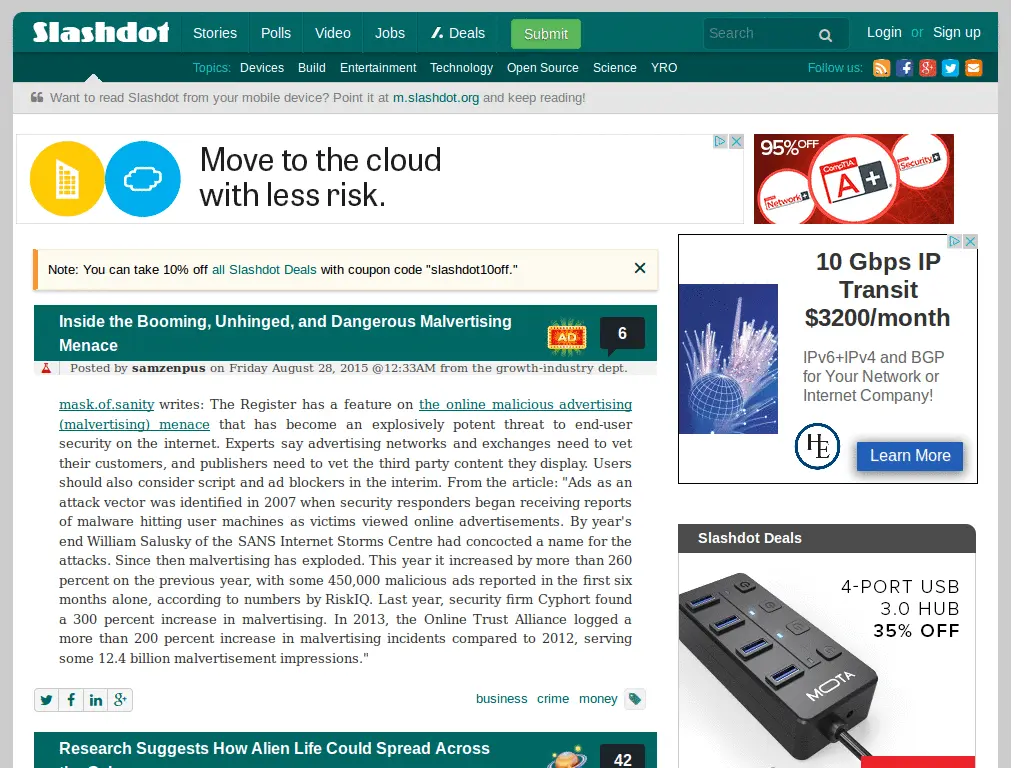 Slashdot Stories Polls Video Jobs Deals Submit Search Login or Sign up
Topics: Devices Build Entertainment Technology Open Source Science YRO Follow us:
Want to read Slashdot from your mobile device? Point it at m.slashdot.org and keep reading!
Move to the cloud
with less risk.
95% OFF
CompTIA
A+
Network+
Security+
Note: You can take 10% off all Slashdot Deals with coupon code "slashdot10off."
10 Gbps IP
Transit
$3200/month
IPv6+IPv4 and BGP
for Your Network or
Internet Company!
HE
Learn More
Inside the Booming, Unhinged, and Dangerous Malvertising
Menace
AD
6
Posted by samzenpus on Friday August 28, 2015 @12:33AM from the growth-industry dept.
mask.of.sanity writes: The Register has a feature on the online malicious advertising
(malvertising) menace that has become an explosively potent threat to end-user
security on the internet. Experts say advertising networks and exchanges need to vet
their customers, and publishers need to vet the third party content they display. Users
should also consider script and ad blockers in the interim. From the article: "Ads as an
attack vector was identified in 2007 when security responders began receiving reports
of malware hitting user machines as victims viewed online advertisements. By year's
end William Salusky of the SANS Internet Storms Centre had concocted a name for the
attacks. Since then malvertising has exploded. This year it increased by more than 260
percent on the previous year, with some 450,000 malicious ads reported in the first six
months alone, according to numbers by RiskIQ. Last year, security firm Cyphort found
a 300 percent increase in malvertising. In 2013, the Online Trust Alliance logged a
more than 200 percent increase in malvertising incidents compared to 2012, serving
some 12.4 billion malvertisement impressions."
business crime money
Slashdot Deals
4-PORT USB
3.0 HUB
35% OFF
MOTA
Research Suggests How Alien Life Could Spread Across
42